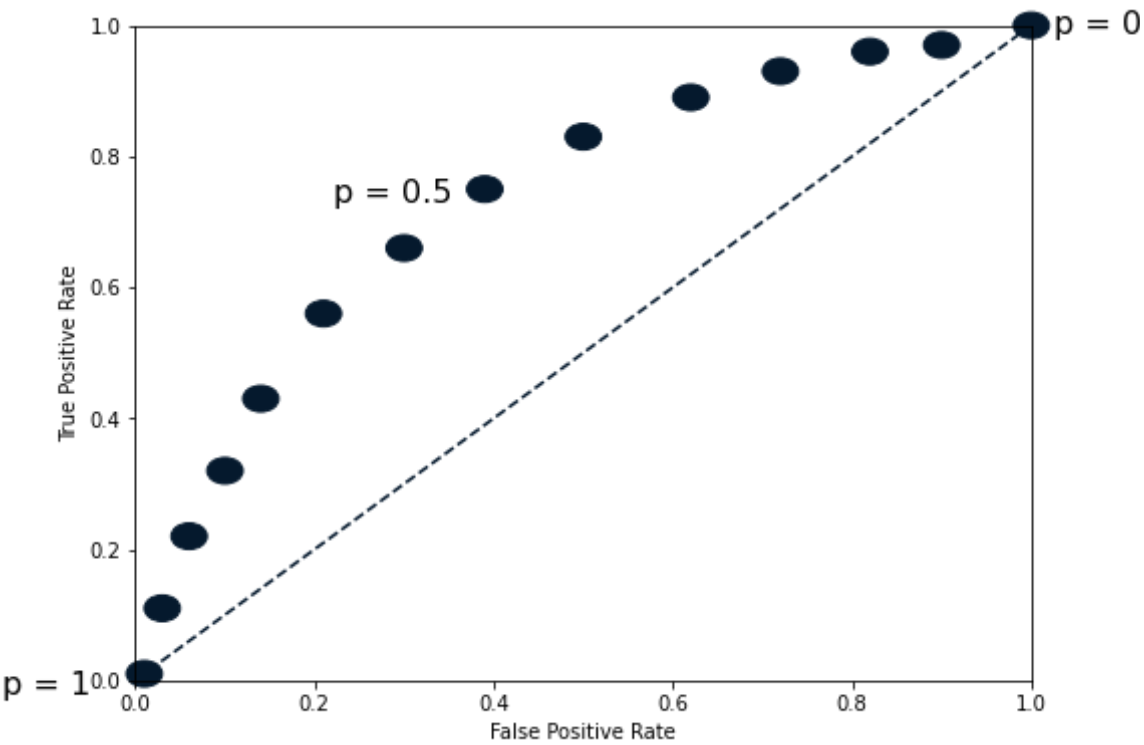 1.0
p = 0
0.8
p = 0.5
0.6
True Positive Rate
0.4
0.2
p = 1
0.0
0.0 0.2 0.4 0.6 0.8 1.0
False Positive Rate